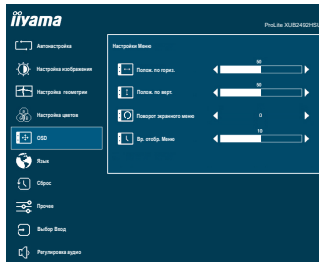 iiyama
ProLite XUB2492HSU
Автонастройка
Настройка изображения
Настройка геометрии
Настройка цветов
OSD
Язык
Сброс
Прочее
Выбор Вход
Регулировка аудио
Настройки Меню
Полож. по гориз.
50
Полож. по верт.
50
Поворот экранного меню
0
Вр. отобр. Меню
10